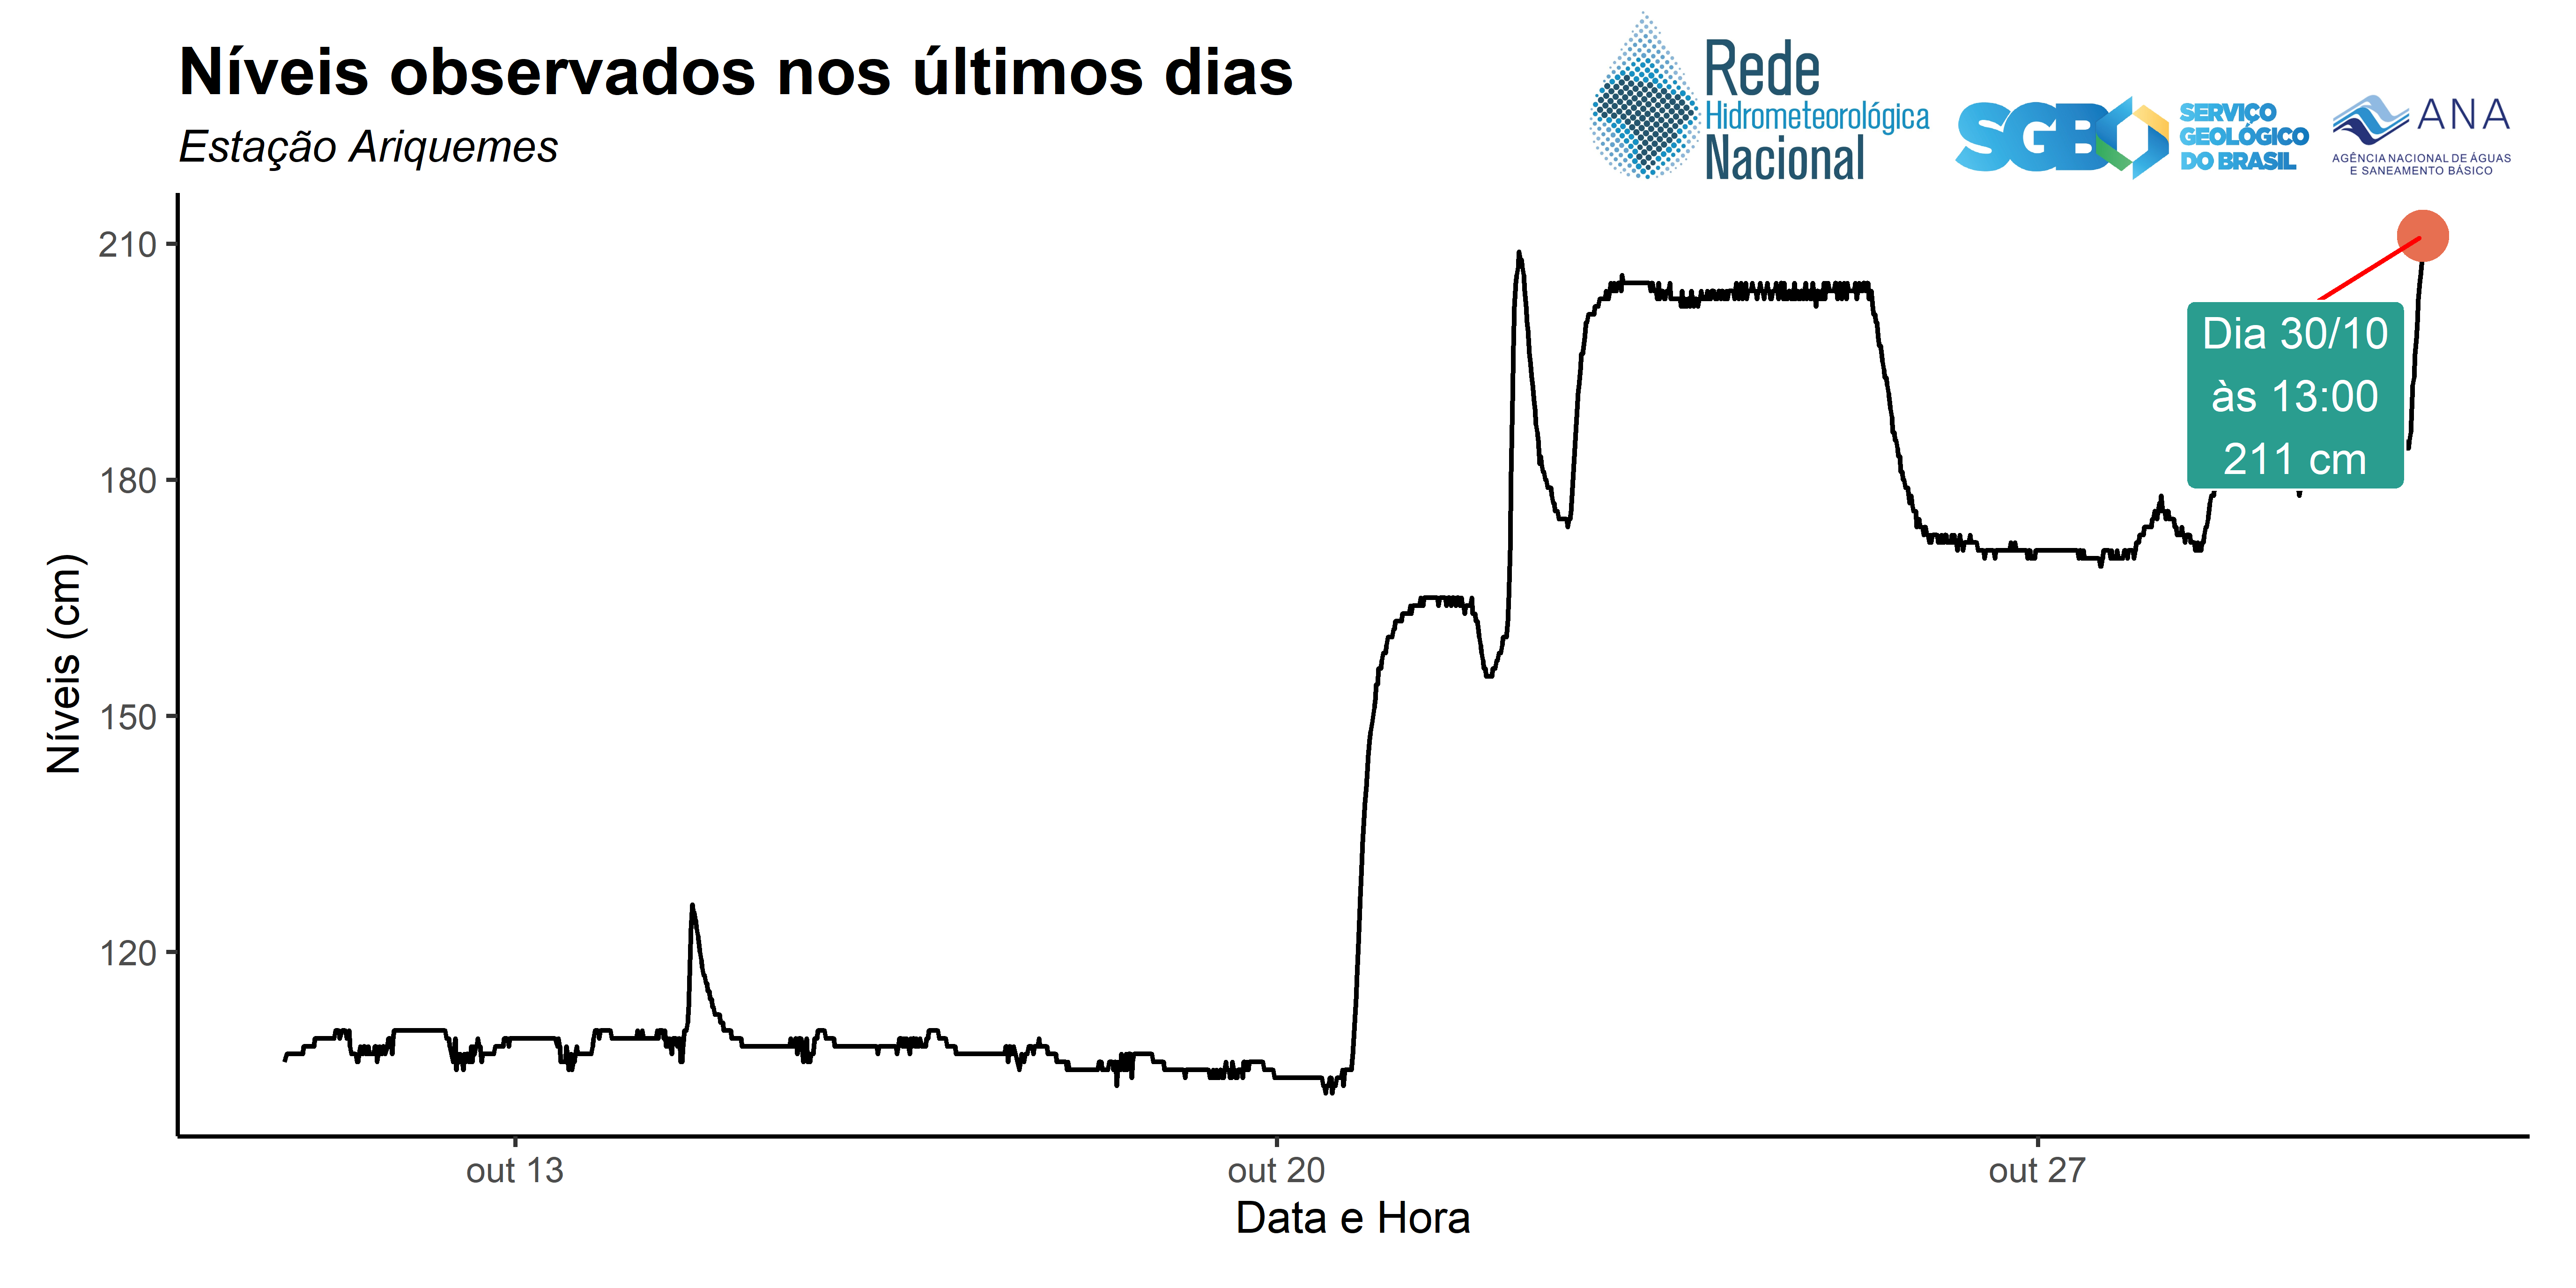 Níveis observados nos últimos dias
Estação Ariquemes
Rede
Hidrometeorológica
Nacional
SGB
SERVIÇO
GEOLÓGICO
DO BRASIL
ANA
AGÊNCIA NACIONAL DE ÁGUAS
E SANEAMENTO BÁSICO
210
180
150
120
Níveis (cm)
Dia 30/10
às 13:00
211 cm
out 13
out 20
out 27
Data e Hora